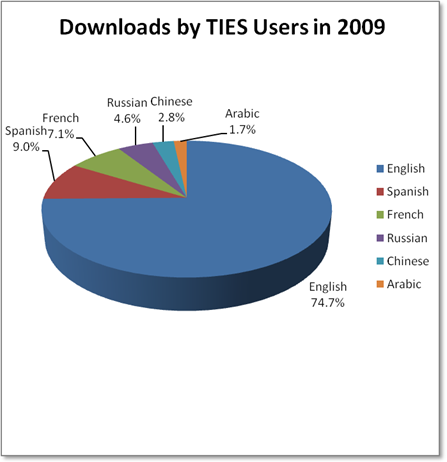 Downloads by TIES Users in 2009
Russian
4.6%
Chinese
2.8%
French
7.1%
Arabic
1.7%
Spanish
9.0%
English
Spanish
French
Russian
Chinese
Arabic
English
74.7%